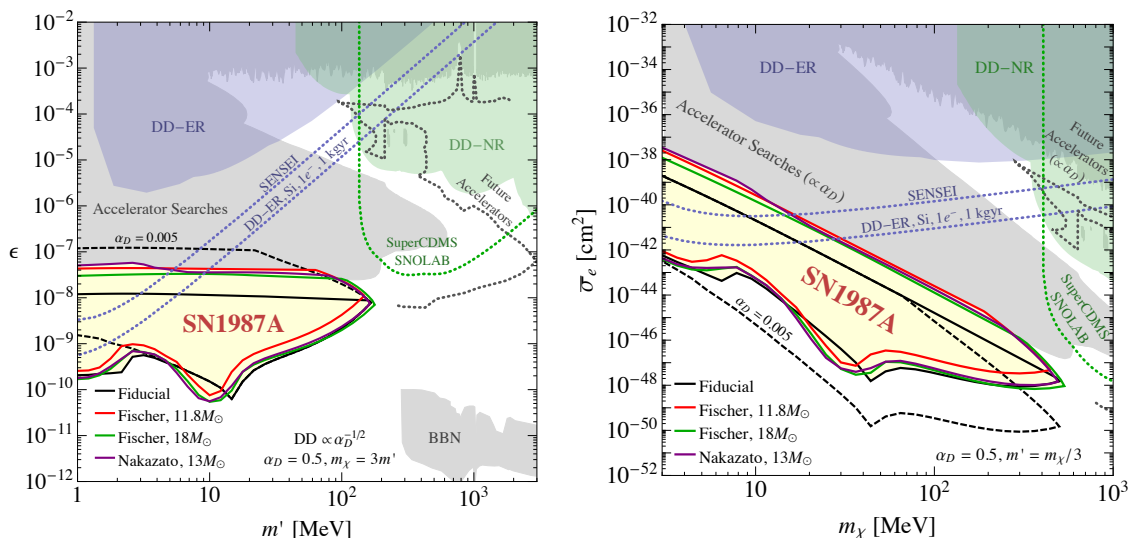 10⁻²
10⁻³
10⁻⁴
10⁻⁵
10⁻⁶
10⁻⁷
10⁻⁸
10⁻⁹
10⁻¹⁰
10⁻¹¹
10⁻¹²
ϵ
DD-ER
DD-NR
SENSEI
DD-ER, Si, 1e⁻, 1 kgyr
Accelerator Searches
Future
Accelerators
α_D = 0.005
SuperCDMS
SNOLAB
SN1987A
Fiducial
Fischer, 11.8M☉
Fischer, 18M☉
Nakazato, 13M☉
BBN
DD ∝α_D^{-1/2}
α_D = 0.5, m_χ = 3m'
1
10
10²
10³
m' [MeV]
10⁻³²
10⁻³⁴
10⁻³⁶
10⁻³⁸
10⁻⁴⁰
10⁻⁴²
10⁻⁴⁴
10⁻⁴⁶
10⁻⁴⁸
10⁻⁵⁰
10⁻⁵²
σ̅_e [cm²]
DD-ER
DD-NR
Accelerator Searches (∝α_D)
Future
Accelerators
(∝α_D)
SENSEI
DD-ER, Si, 1e⁻, 1 kgyr
SN1987A
α_D = 0.005
SuperCDMS
SNOLAB
Fiducial
Fischer, 11.8M☉
Fischer, 18M☉
Nakazato, 13M☉
α_D = 0.5, m' = m_χ/3
10
10²
10³
m_χ [MeV]